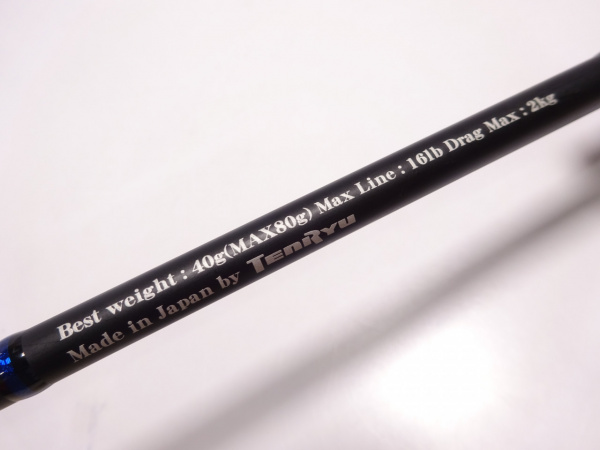 Best weight : 40g(MAX80g) Max Line : 16lb Drag Max : 2kg
Made in Japan by TENRYU